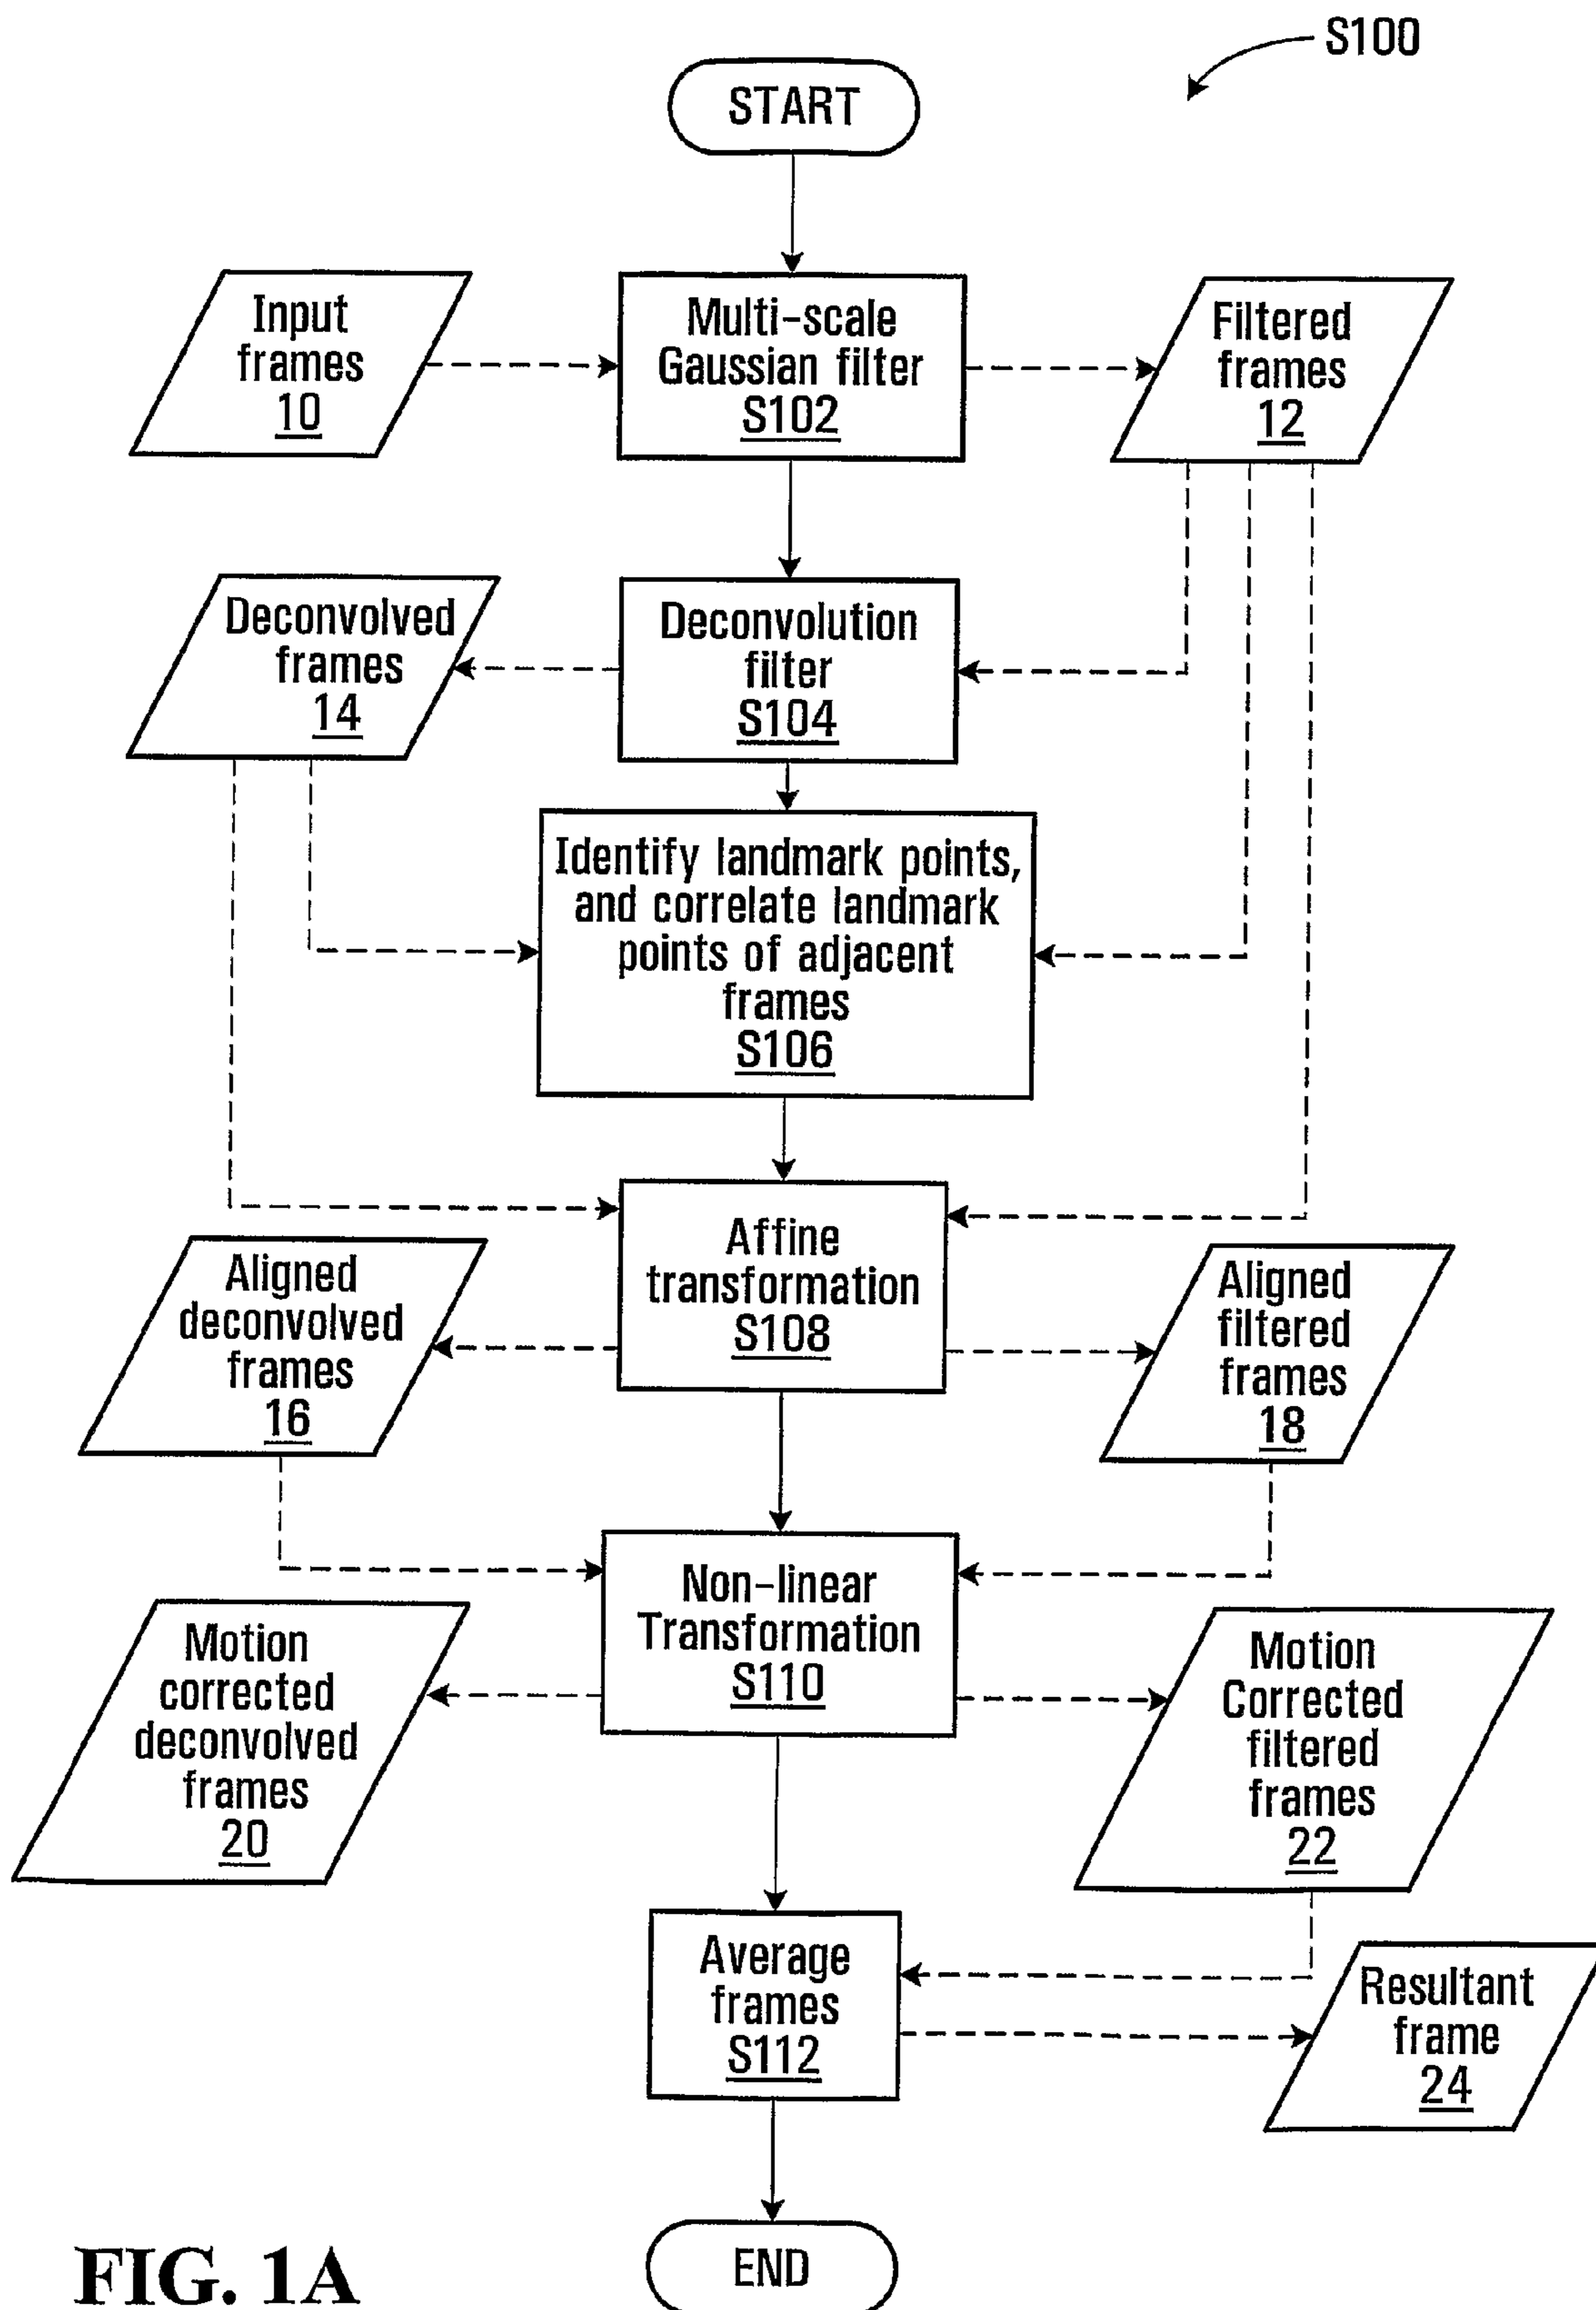 S100
START
Input
frames
10
Multi-scale
Gaussian filter
S102
Filtered
frames
12
Deconvolved
frames
14
Deconvolution
filter
S104
Identify landmark points,
and correlate landmark
points of adjacent
frames
S106
Affine
transformation
S108
Aligned
deconvolved
frames
16
Aligned
filtered
frames
18
Non-linear
Transformation
S110
Motion
corrected
deconvolved
frames
20
Motion
Corrected
filtered
frames
22
Average
frames
S112
Resultant
frame
24
END
FIG. 1A